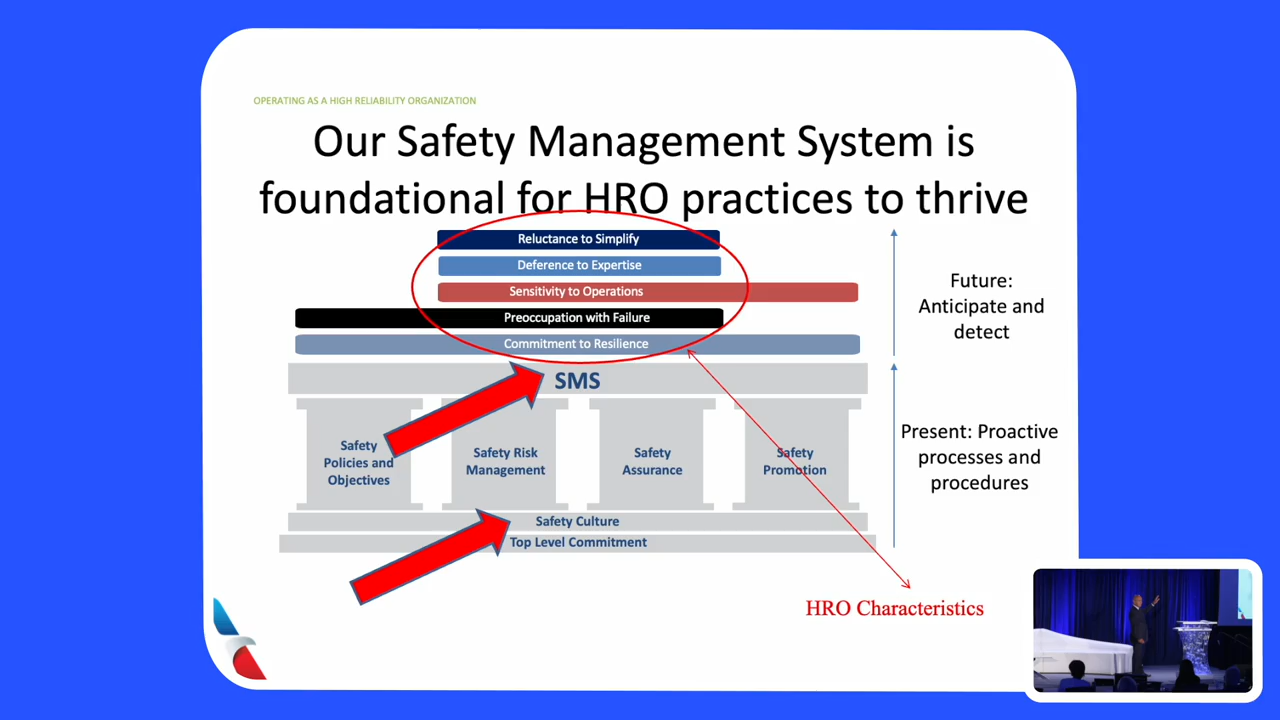 OPERATING AS A HIGH RELIABILITY ORGANIZATION
Our Safety Management System is
foundational for HRO practices to thrive
Reluctance to Simplify
Deference to Expertise
Sensitivity to Operations
Preoccupation with Failure
Commitment to Resilience
Future:
Anticipate and
detect
SMS
Safety
Policies and
Objectives
Safety Risk
Management
Safety
Assurance
Safety
Promotion
Present: Proactive
processes and
procedures
Safety Culture
Top Level Commitment
HRO Characteristics